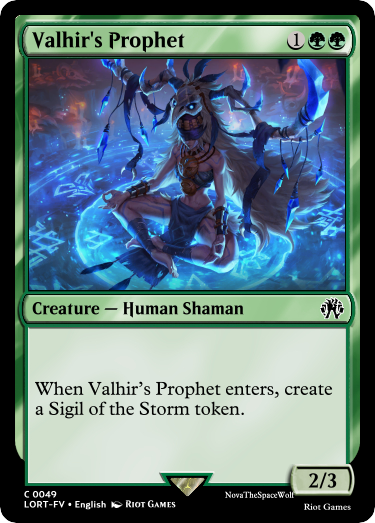 Valhir's Prophet 1
Creature — Human Shaman
When Valhir's Prophet enters, create
a Sigil of the Storm token.
2/3
C 0049
LORT-FV • English Riot Games
NovaTheSpaceWolf
Riot Games